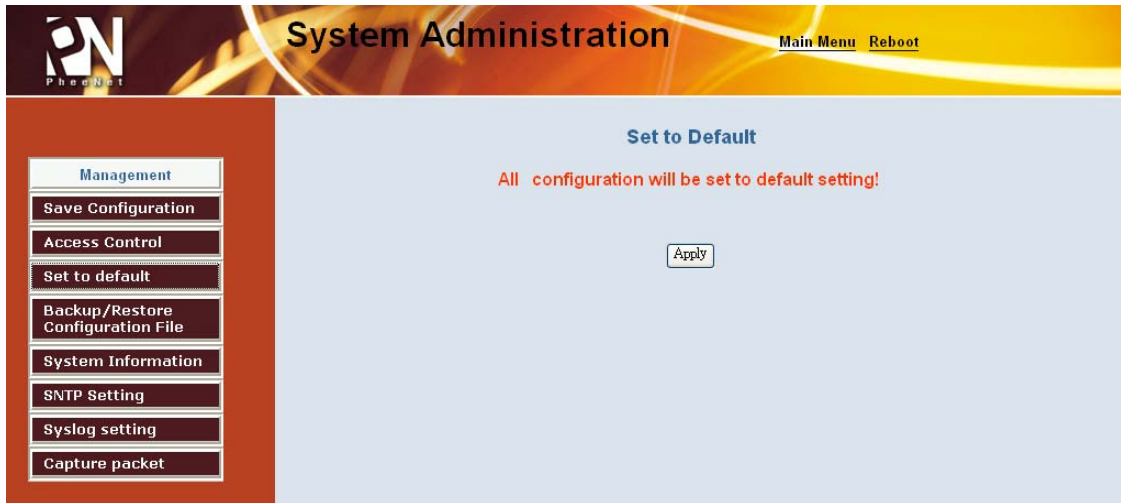 PN
PheeNet
System Administration
Main Menu Reboot
Management
Save Configuration
Access Control
Set to default
Backup/Restore
Configuration File
System Information
SNTP Setting
Syslog setting
Capture packet
Set to Default
All configuration will be set to default setting!
Apply